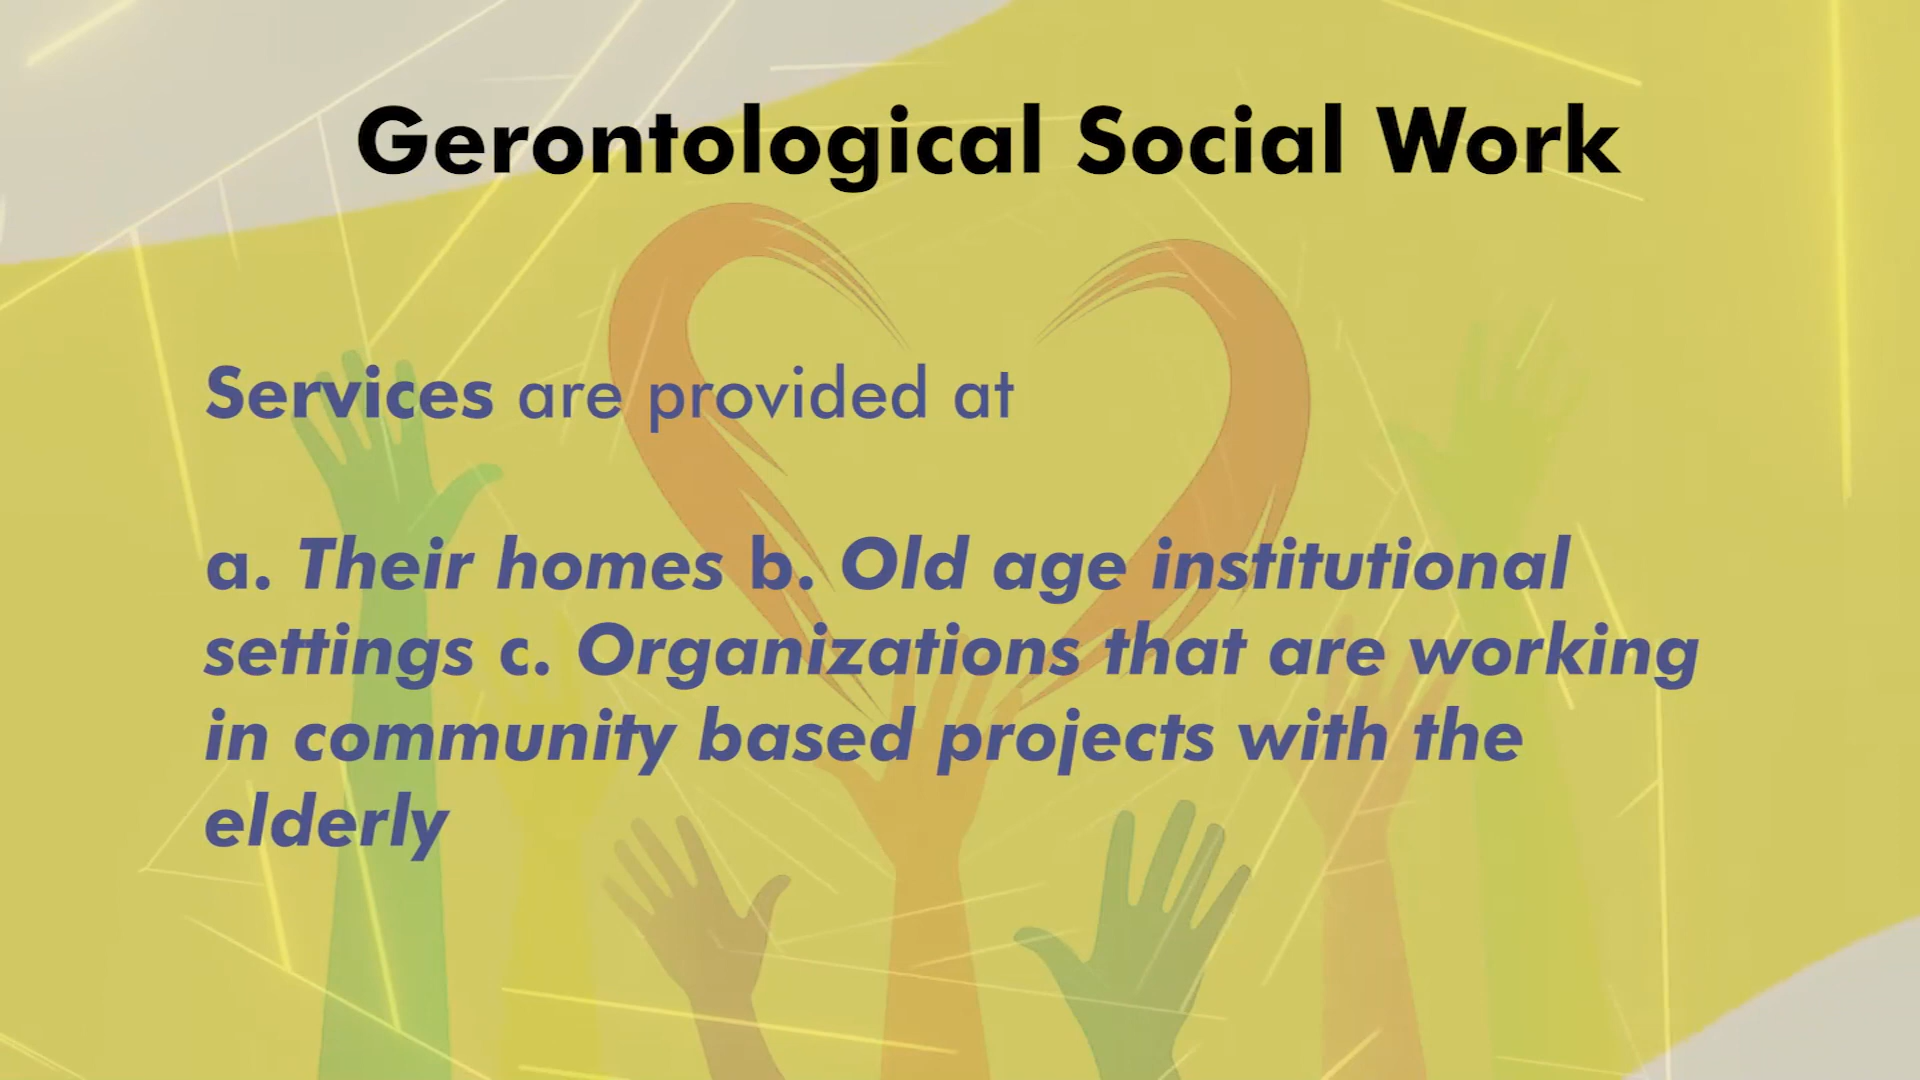 Gerontological Social Work
Services are provided at
a. Their homes b. Old age institutional
settings c. Organizations that are working
in community based projects with the
elderly